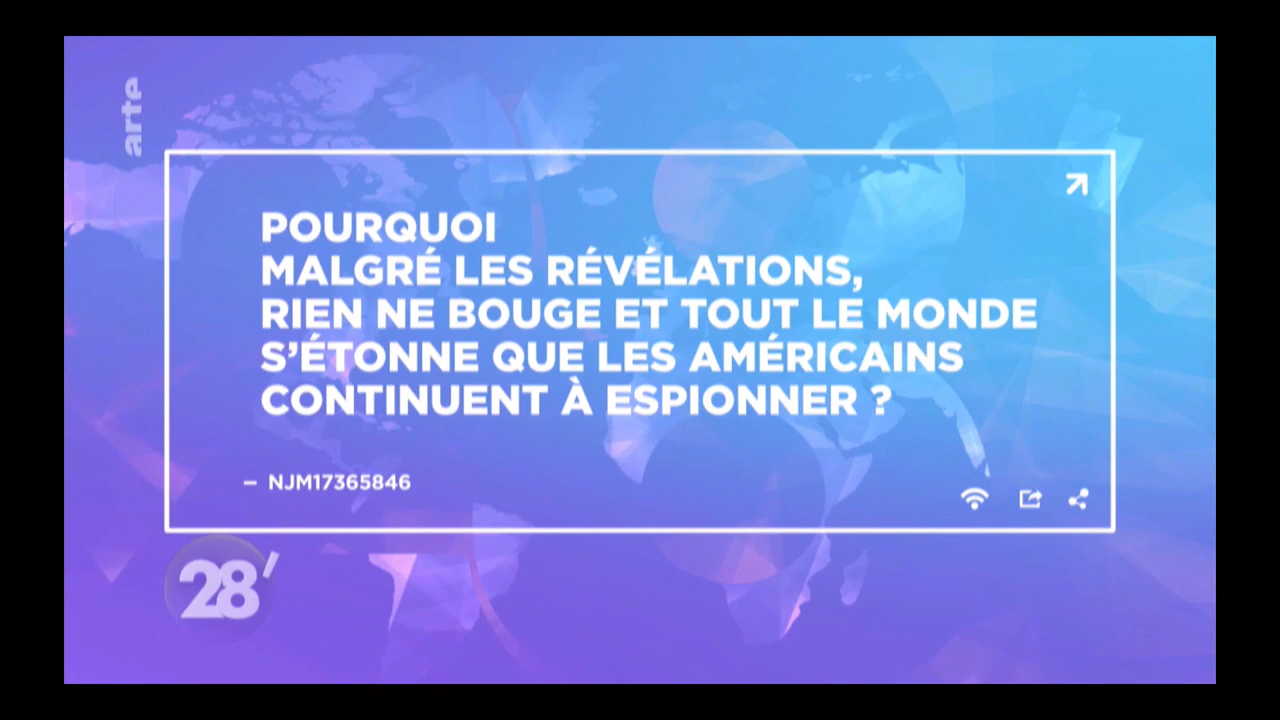 arte
POURQUOI
MALGRÉ LES RÉVÉLATIONS,
RIEN NE BOUGE ET TOUT LE MONDE
S'ÉTONNE QUE LES AMÉRICAINS
CONTINUENT À ESPIONNER ?
– NJM17365846
28'